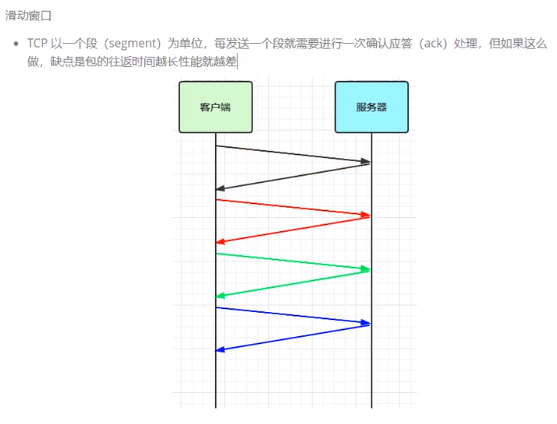 滑动窗口
TCP 以一个段（segment）为单位，每发送一个段就需要进行一次确认应答（ack）处理，但如果这么
做，缺点是包的往返时间越长性能就越差
客户端
服务器